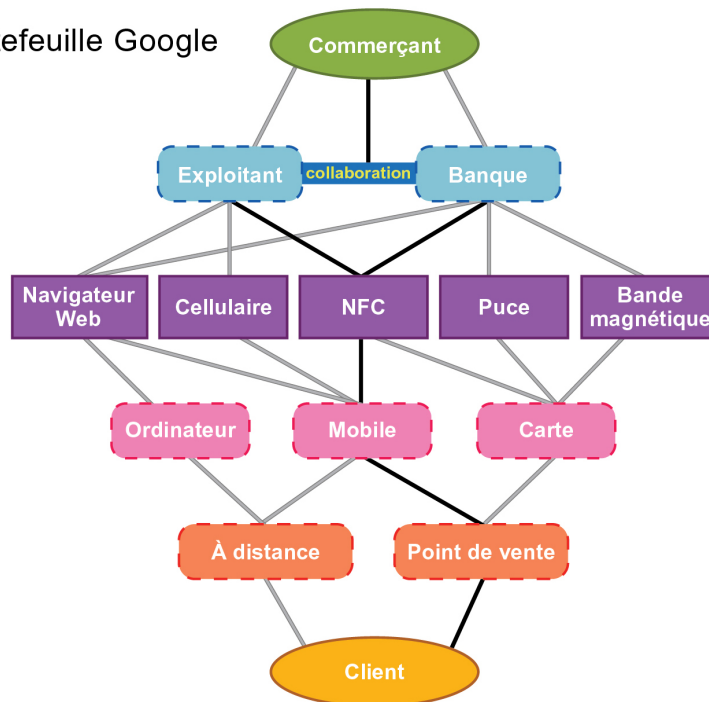 tefeuille Google
Commerçant
Exploitant
collaboration
Banque
Navigateur
Web
Cellulaire
NFC
Puce
Bande
magnétique
Ordinateur
Mobile
Carte
À distance
Point de vente
Client